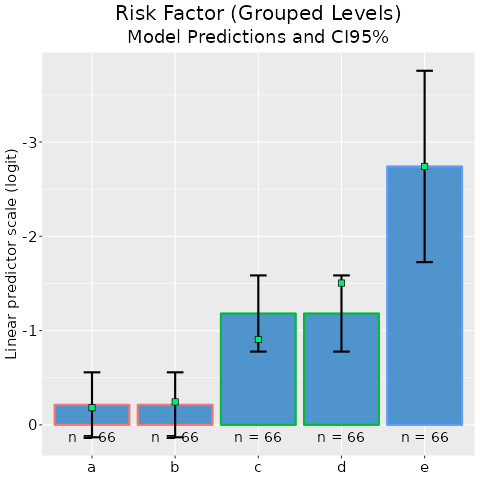 Risk Factor (Grouped Levels)
Model Predictions and CI95%
Linear predictor scale (logit)
-3
-2
-1
0
n = 66 n = 66 n = 66 n = 66 n = 66
a b c d e